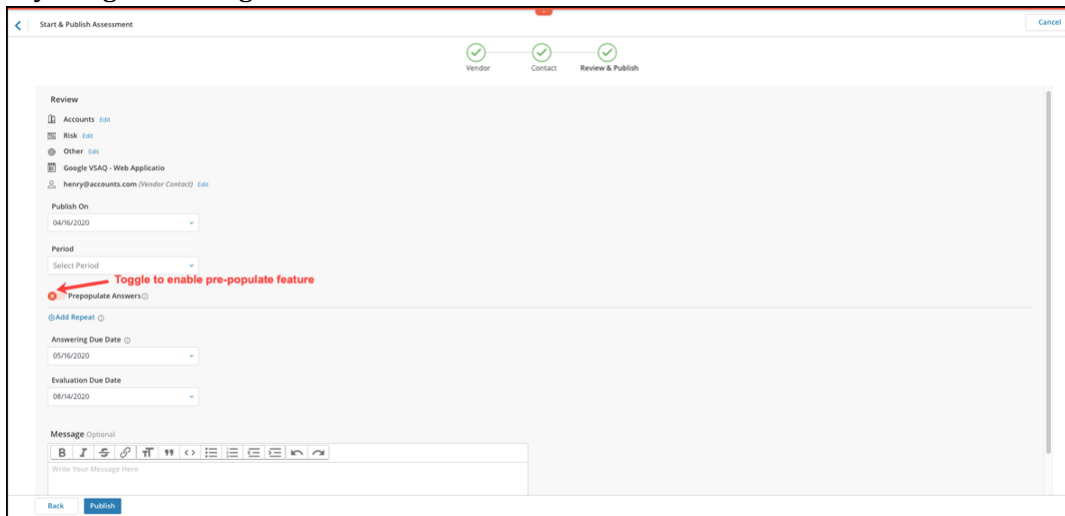 Start & Publish Assessment
Cancel
Vendor
Contact
Review & Publish
Review
Accounts Edit
Risk Edit
Other Edit
Google VSAQ - Web Applicatio
henry@accounts.com (Vendor Contact) Edit
Publish On
04/16/2020
Period
Select Period
Toggle to enable pre-populate feature
Prepopulate Answers
Add Repeat
Answering Due Date
05/16/2020
Evaluation Due Date
08/14/2020
Message Optional
Write Your Message Here
Back
Publish